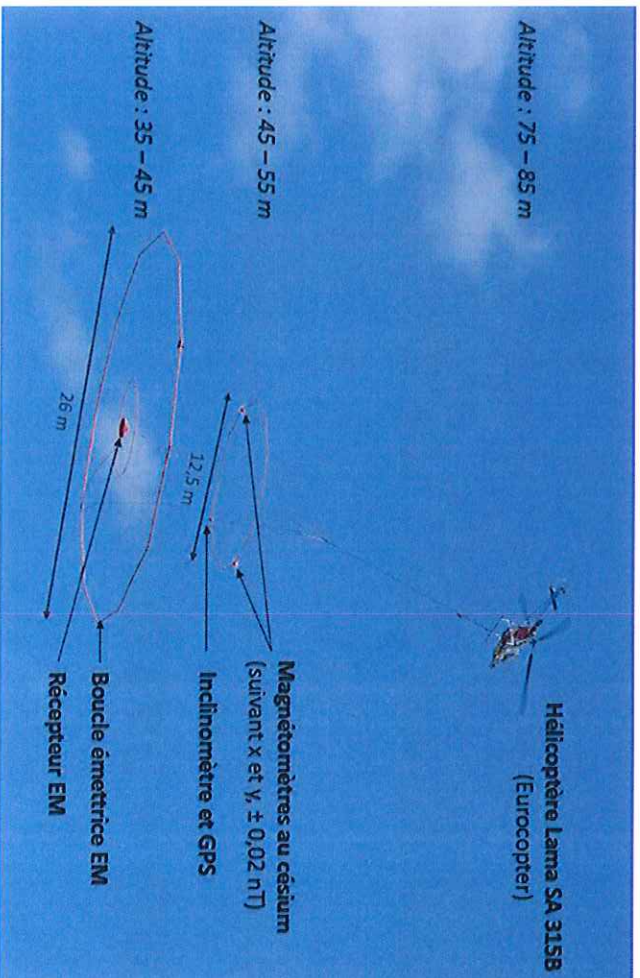 Altitude : 75 – 85 m
Hélicoptère Lama SA 315B
(Eurocopter)
Altitude : 45 – 55 m
Magnétomètres au césium
(suivant x et y, ± 0,02 nT)
12,5 m
Inclinomètre et GPS
Altitude : 35 – 45 m
Boucle émettrice EM
26 m
Récepteur EM